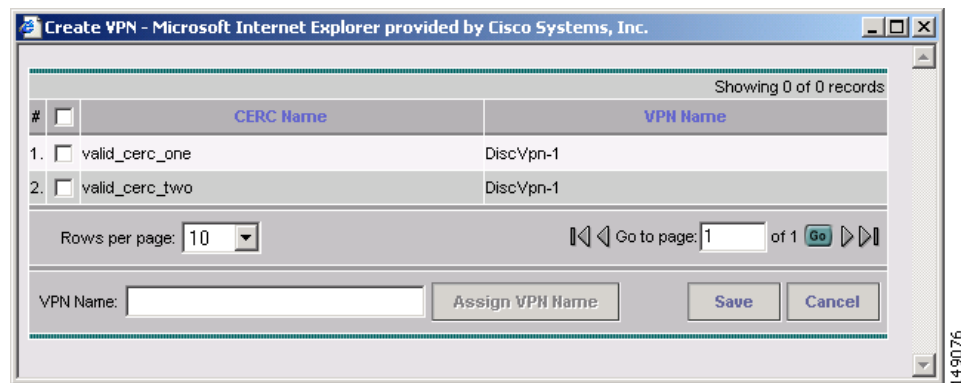 Create VPN - Microsoft Internet Explorer provided by Cisco Systems, Inc.
Showing 0 of 0 records
# CERC Name VPN Name
1. valid_cerc_one DiscVpn-1
2. valid_cerc_two DiscVpn-1
Rows per page: 10 Go to page: 1 of 1 Go
VPN Name: Assign VPN Name Save Cancel
149076